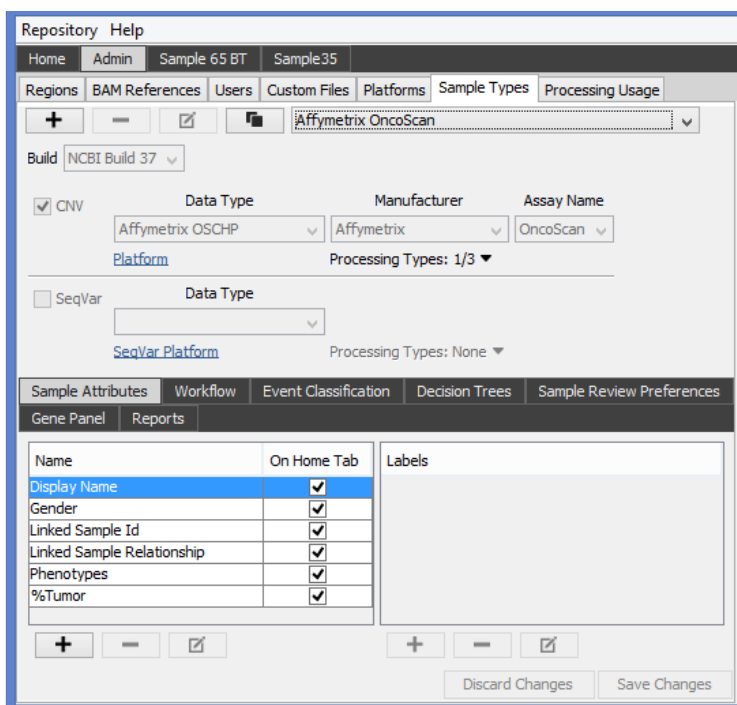 Repository Help
Home Admin Sample 65 BT Sample35
Regions BAM References Users Custom Files Platforms Sample Types Processing Usage
Affymetrix OncoScan
Build NCBI Build 37
CNV Data Type Manufacturer Assay Name
Affymetrix OSCHP Affymetrix OncoScan
Platform Processing Types: 1/3
SeqVar Data Type
SeqVar Platform Processing Types: None
Sample Attributes Workflow Event Classification Decision Trees Sample Review Preferences
Gene Panel Reports
Name On Home Tab Labels
Display Name
Gender
Linked Sample Id
Linked Sample Relationship
Phenotypes
%Tumor
Discard Changes Save Changes